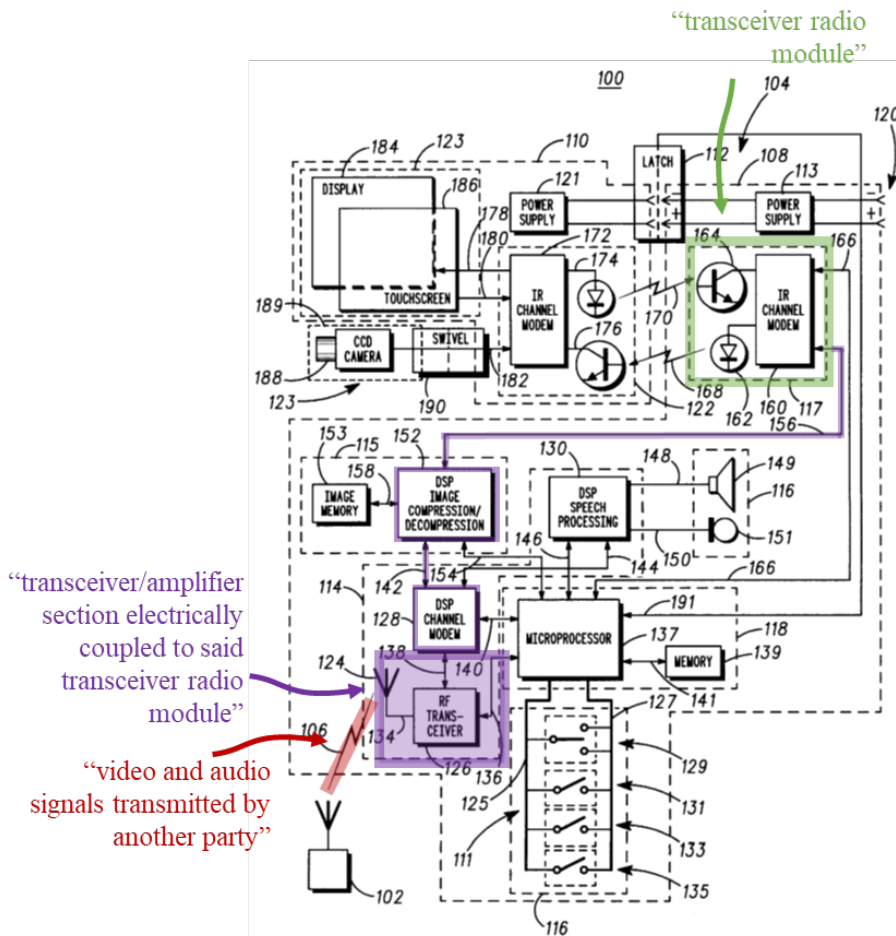 “transceiver radio
module”
100
104
120
184
123
110
112
108
LATCH
186
121
113
DISPLAY
178
POWER
SUPPLY
–
+
POWER
SUPPLY
–
+
180
172
174
164
166
TOUCHSCREEN
IR
CHANNEL
MODEM
170
IR
CHANNEL
MODEM
189
CCD
CAMERA
SWIVEL
176
188
182
168
123
190
122
162
160
117
156
153
115
152
130
148
149
IMAGE
MEMORY
158
DSP
IMAGE
COMPRESSION/
DECOMPRESSION
DSP
SPEECH
PROCESSING
116
146
150
151
“transceiver/amplifier
section electrically
coupled to said
transceiver radio
module”
142
154
144
166
114
DSP
CHANNEL
MODEM
128
191
MICROPROCESSOR
137
118
124
138
140
MEMORY
139
141
RF
TRANS-
CEIVER
134
127
106
126
136
129
“video and audio
signals transmitted by
another party”
125
131
111
133
102
135
116